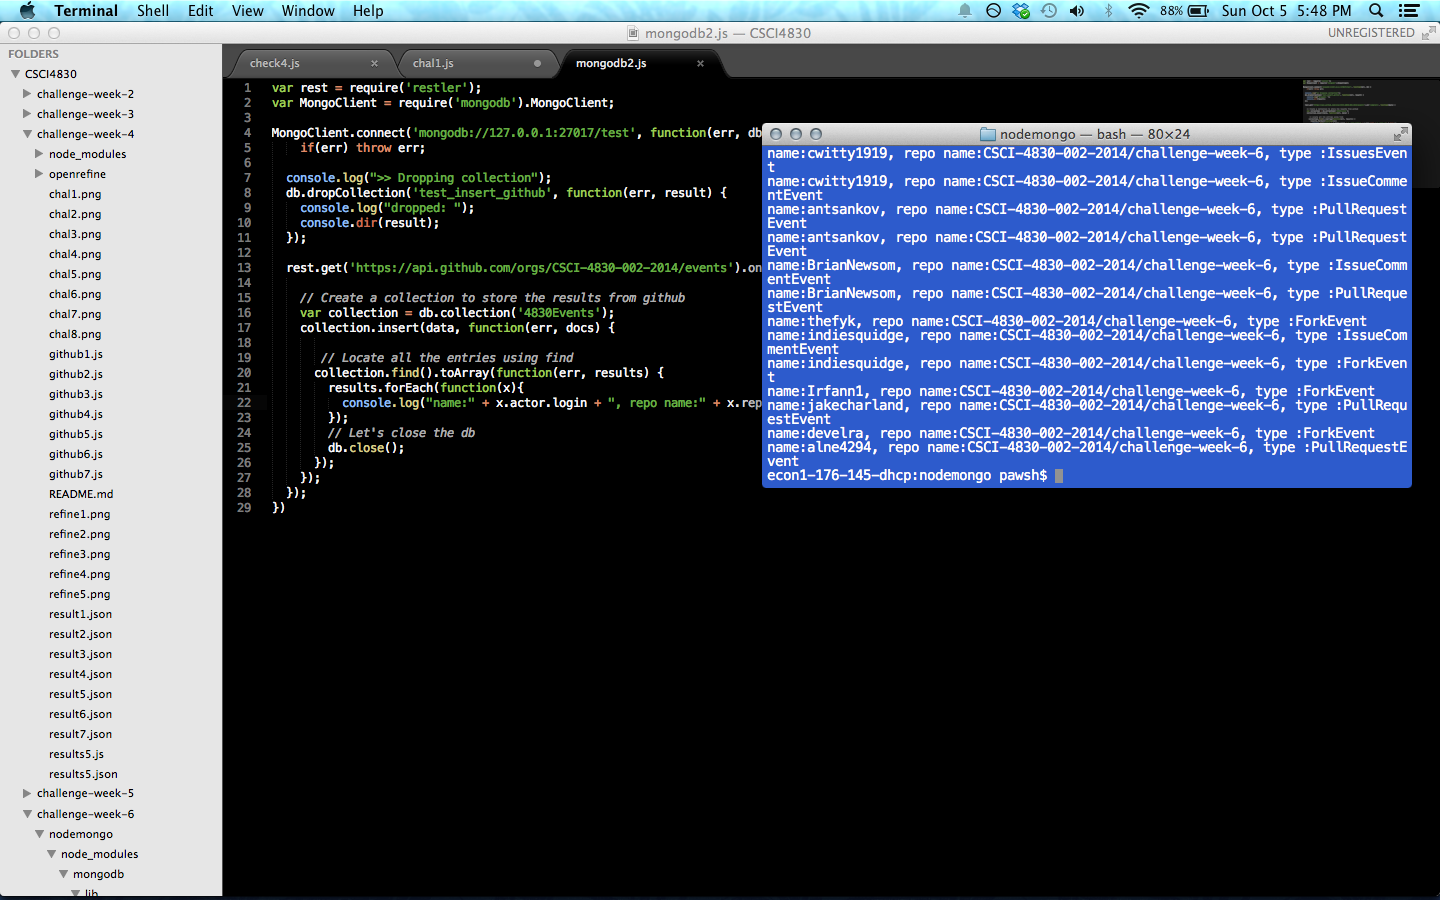 Terminal Shell Edit View Window Help 88% Sun Oct 5 5:48 PM
mongodb2.js — CSCI4830 UNREGISTERED
FOLDERS
CSCI4830
challenge-week-2
challenge-week-3
challenge-week-4
node_modules
openrefine
chal1.png
chal2.png
chal3.png
chal4.png
chal5.png
chal6.png
chal7.png
chal8.png
github1.js
github2.js
github3.js
github4.js
github5.js
github6.js
github7.js
README.md
refine1.png
refine2.png
refine3.png
refine4.png
refine5.png
result1.json
result2.json
result3.json
result4.json
result5.json
result6.json
result7.json
results5.js
results5.json
challenge-week-5
challenge-week-6
nodemongo
node_modules
mongodb
lib
check4.js × chal1.js mongodb2.js ×
1 var rest = require('restler');
2 var MongoClient = require('mongodb').MongoClient;
3
4 MongoClient.connect('mongodb://127.0.0.1:27017/test', function(err, db
5 if(err) throw err;
6
7 console.log(">> Dropping collection");
8 db.dropCollection('test_insert_github', function(err, result) {
9 console.log("dropped: ");
10 console.dir(result);
11 });
12
13 rest.get('https://api.github.com/orgs/CSCI-4830-002-2014/events').on
14
15 // Create a collection to store the results from github
16 var collection = db.collection('4830Events');
17 collection.insert(data, function(err, docs) {
18
19 // Locate all the entries using find
20 collection.find().toArray(function(err, results) {
21 results.forEach(function(x){
22 console.log("name:" + x.actor.login + ", repo name:" + x.rep
23 });
24 // Let's close the db
25 db.close();
26 });
27 });
28 });
29 })
nodemongo — bash — 80×24
name:cwitty1919, repo name:CSCI-4830-002-2014/challenge-week-6, type :IssuesEven
t
name:cwitty1919, repo name:CSCI-4830-002-2014/challenge-week-6, type :IssueComme
ntEvent
name:antsankov, repo name:CSCI-4830-002-2014/challenge-week-6, type :PullRequest
Event
name:antsankov, repo name:CSCI-4830-002-2014/challenge-week-6, type :PullRequest
Event
name:BrianNewsom, repo name:CSCI-4830-002-2014/challenge-week-6, type :IssueComm
entEvent
name:BrianNewsom, repo name:CSCI-4830-002-2014/challenge-week-6, type :PullReque
stEvent
name:thefyk, repo name:CSCI-4830-002-2014/challenge-week-6, type :ForkEvent
name:indiesquidge, repo name:CSCI-4830-002-2014/challenge-week-6, type :IssueCom
mentEvent
name:indiesquidge, repo name:CSCI-4830-002-2014/challenge-week-6, type :ForkEven
t
name:Irfann1, repo name:CSCI-4830-002-2014/challenge-week-6, type :ForkEvent
name:jakecharland, repo name:CSCI-4830-002-2014/challenge-week-6, type :PullRequ
estEvent
name:develra, repo name:CSCI-4830-002-2014/challenge-week-6, type :ForkEvent
name:alne4294, repo name:CSCI-4830-002-2014/challenge-week-6, type :PullRequestE
vent
econ1-176-145-dhcp:nodemongo pawsh$